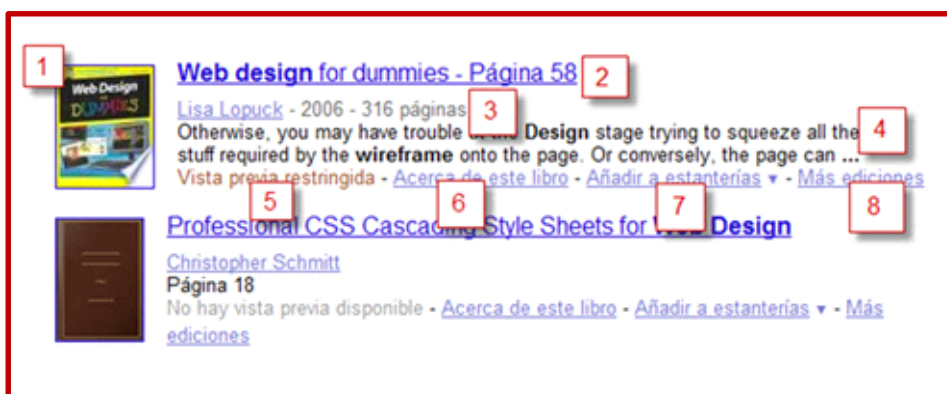 1
Web Design
DUMMIES
Web design for dummies - Página 58 2
Lisa Lopuck - 2006 - 316 páginas 3
Otherwise, you may have trouble the Design stage trying to squeeze all the 4
stuff required by the wireframe onto the page. Or conversely, the page can ...
Vista previa restringida - Acerca de este libro - Añadir a estanterías ▾ - Más ediciones
5 6 7 8
Professional CSS Cascading Style Sheets for Web Design
Christopher Schmitt
Página 18
No hay vista previa disponible - Acerca de este libro - Añadir a estanterías ▾ - Más
ediciones